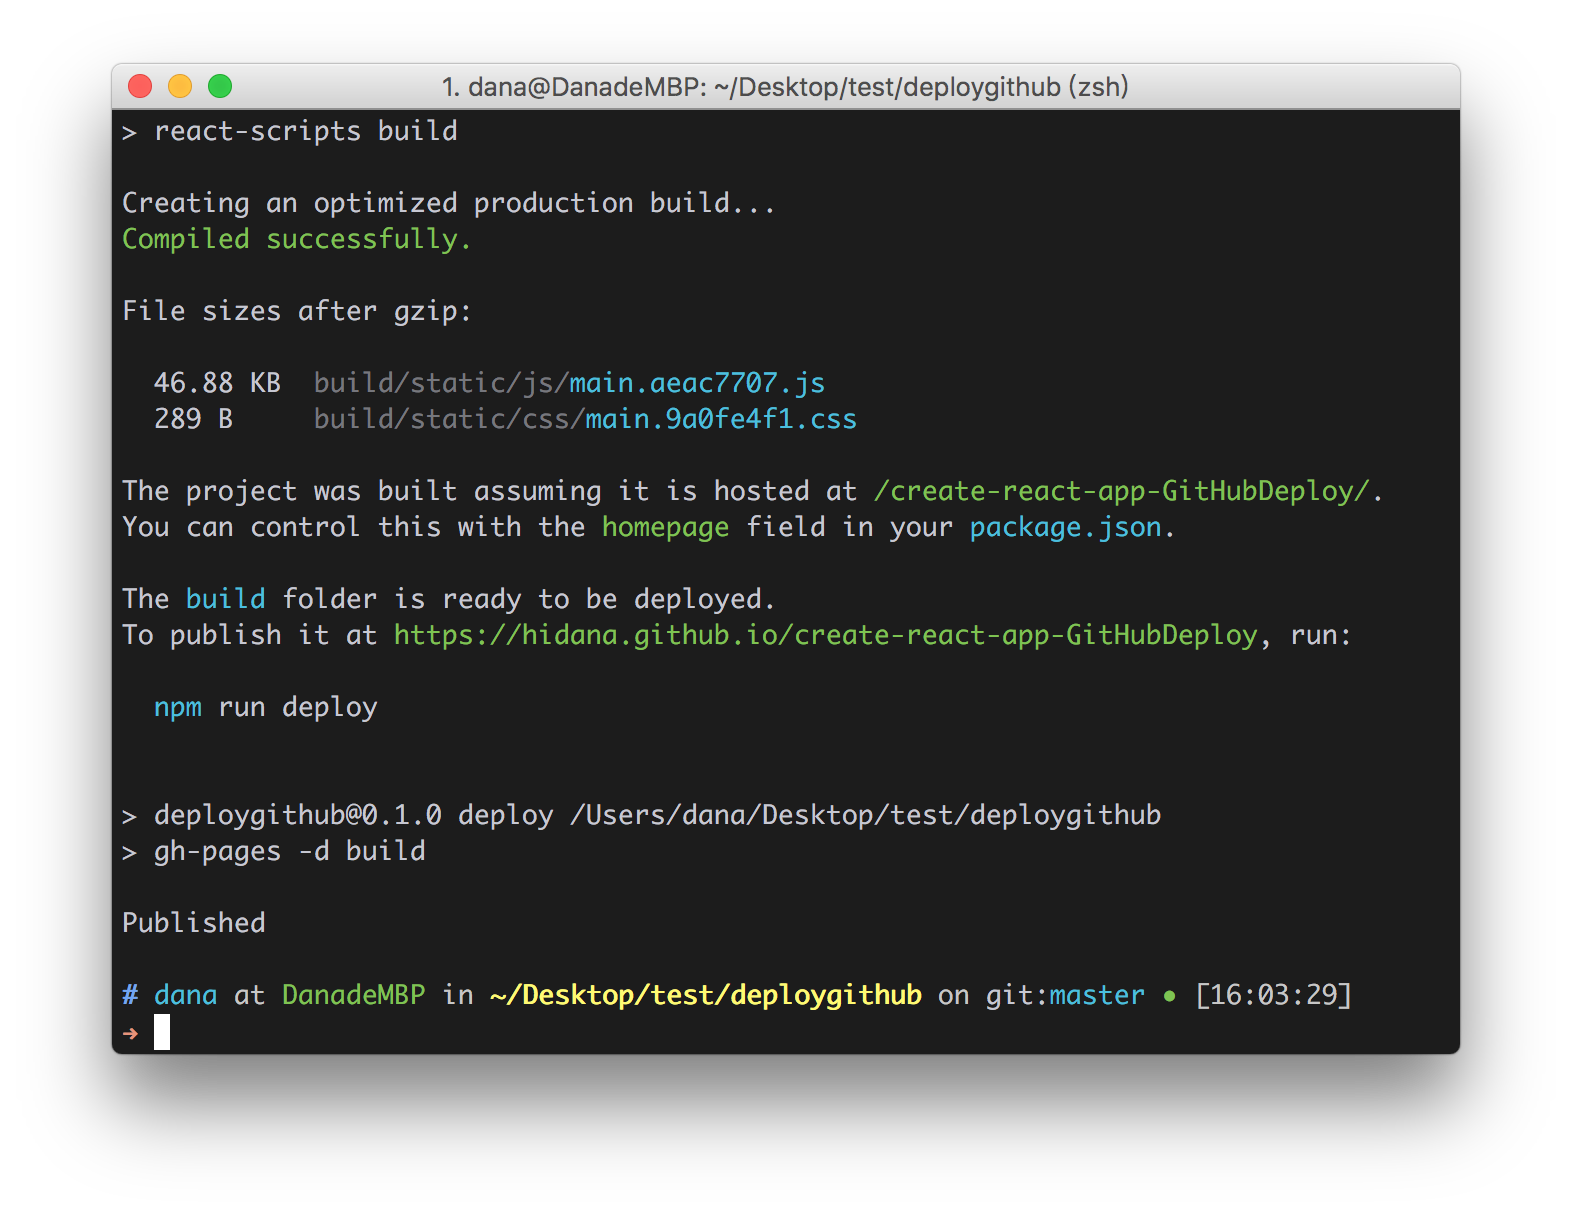 1. dana@DanadeMBP: ~/Desktop/test/deploygithub (zsh)
> react-scripts build
Creating an optimized production build...
Compiled successfully.
File sizes after gzip:
46.88 KB  build/static/js/main.aeac7707.js
289 B     build/static/css/main.9a0fe4f1.css
The project was built assuming it is hosted at /create-react-app-GitHubDeploy/.
You can control this with the homepage field in your package.json.
The build folder is ready to be deployed.
To publish it at https://hidana.github.io/create-react-app-GitHubDeploy, run:
npm run deploy
> deploygithub@0.1.0 deploy /Users/dana/Desktop/test/deploygithub
> gh-pages -d build
Published
# dana at DanadeMBP in ~/Desktop/test/deploygithub on git:master ● [16:03:29]
➜